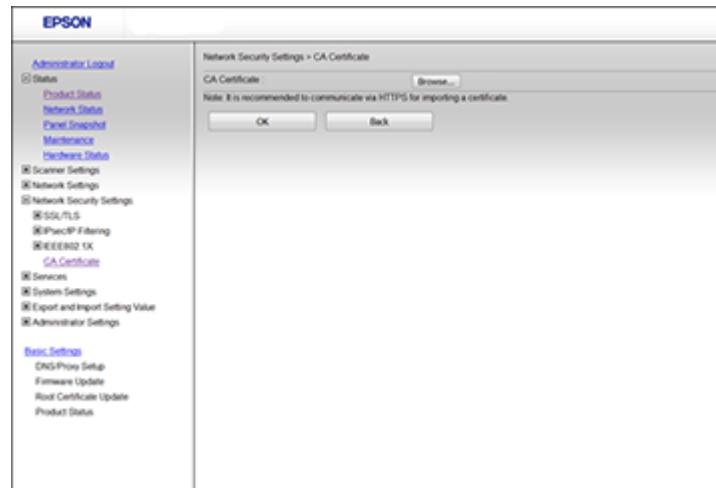 EPSON
Administrator Logout
Status
Product Status
Network Status
Panel Snapshot
Maintenance
Hardware Status
Scanner Settings
Network Settings
Network Security Settings
SSL/TLS
IPsec/IP Filtering
IEEE802.1X
CA Certificate
Services
System Settings
Export and Import Setting Value
Administrator Settings
Basic Settings
DNS/Proxy Setup
Firmware Update
Root Certificate Update
Product Status
Network Security Settings > CA Certificate
CA Certificate : Browse...
Note: It is recommended to communicate via HTTPS for importing a certificate.
OK Back